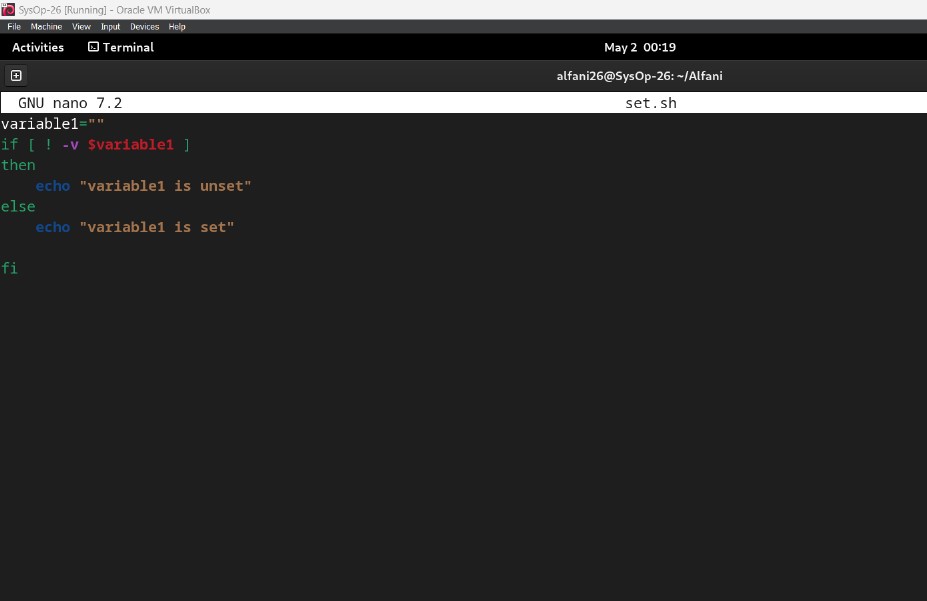 SysOp-26 [Running] - Oracle VM VirtualBox
File Machine View Input Devices Help
Activities Terminal May 2 00:19
alfani26@SysOp-26: ~/Alfani
GNU nano 7.2 set.sh
variable1=""
if [ ! -v $variable1 ]
then
    echo "variable1 is unset"
else
    echo "variable1 is set"
fi